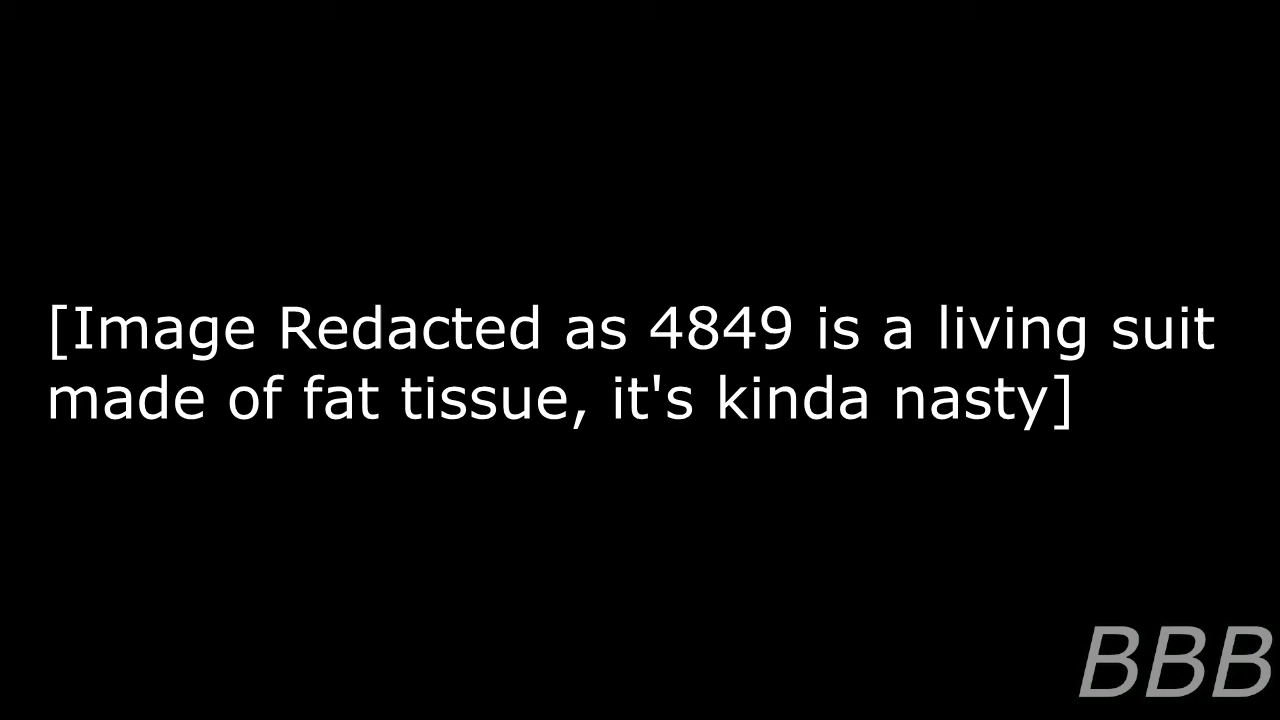 [Image Redacted as 4849 is a living suit
made of fat tissue, it's kinda nasty]
BBB